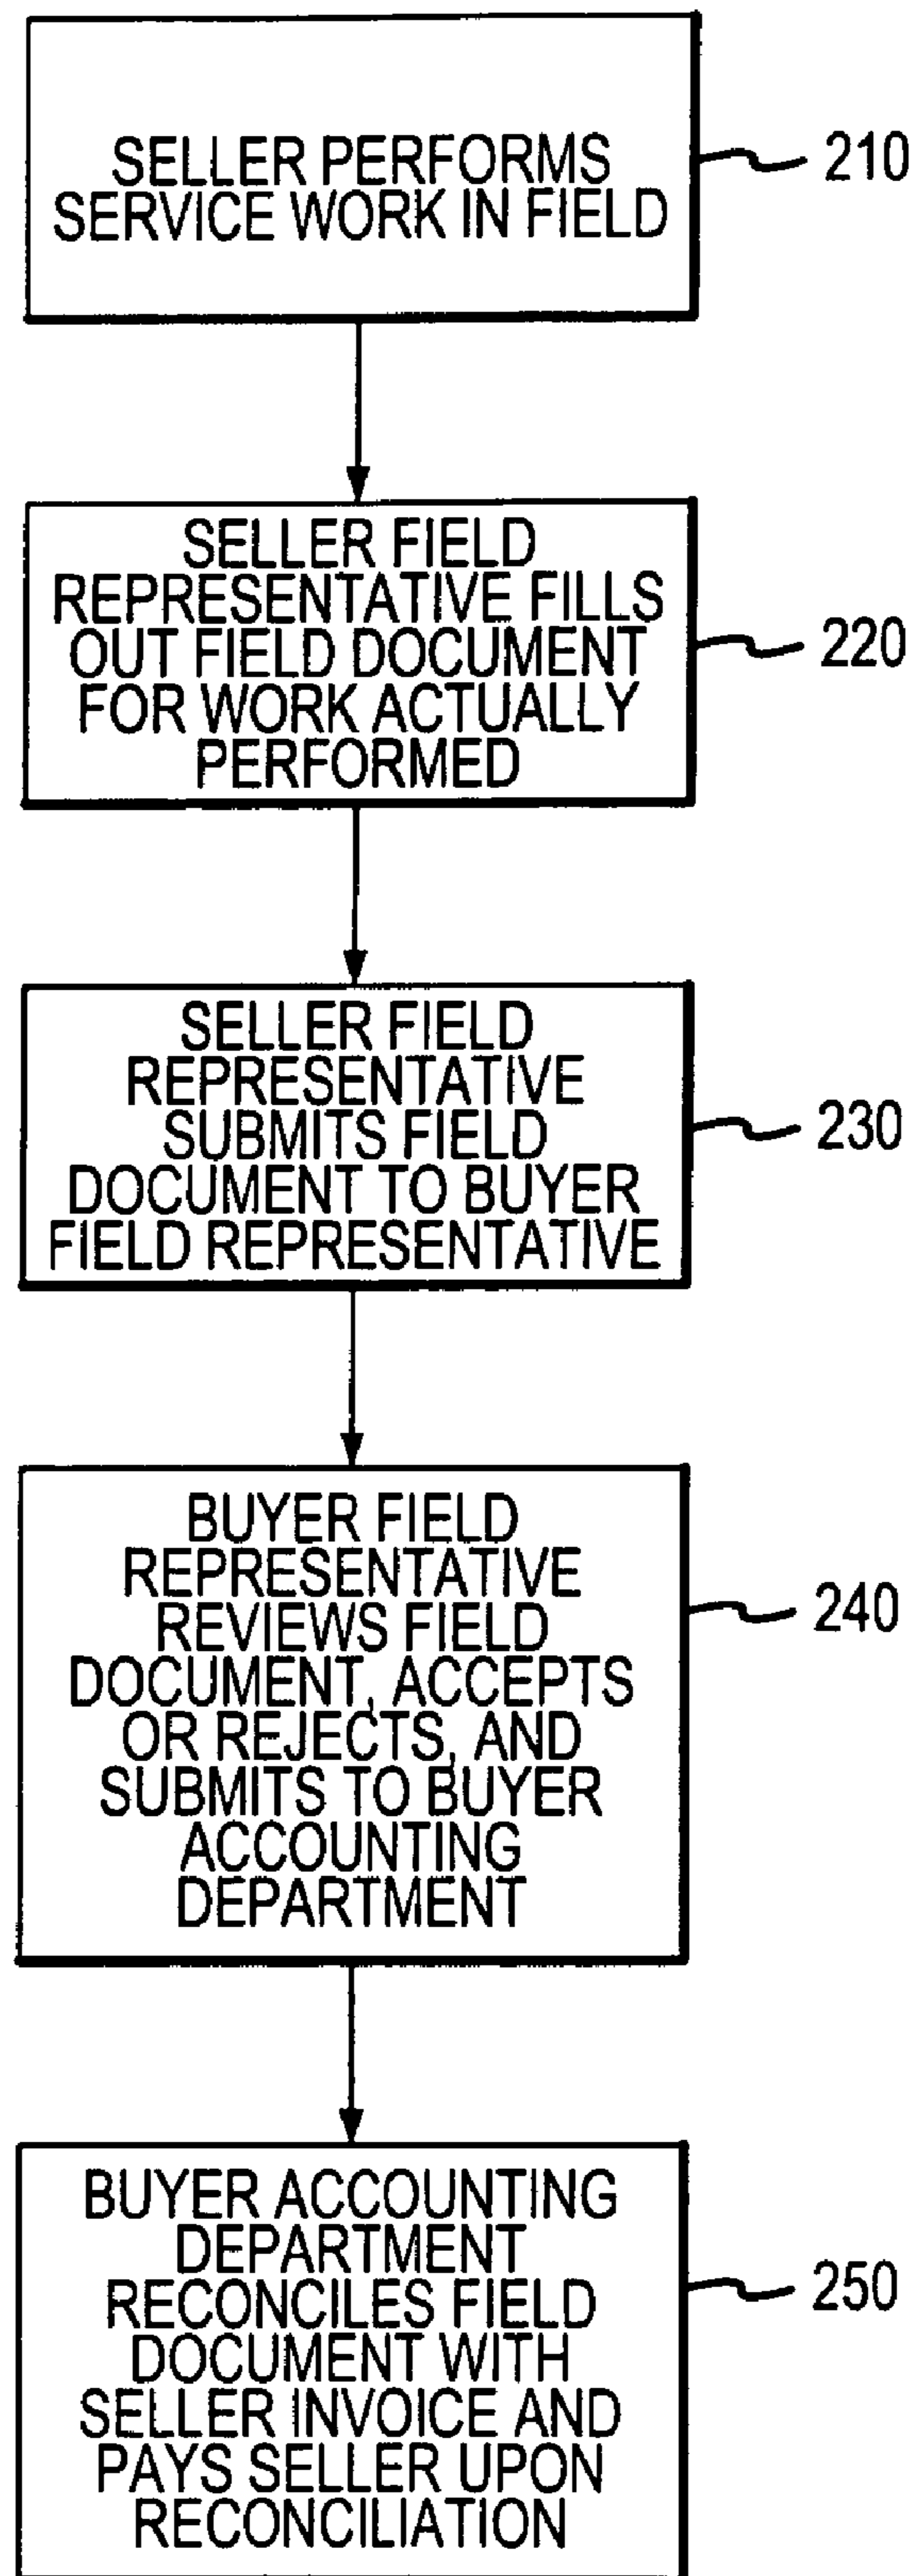 SELLER PERFORMS
SERVICE WORK IN FIELD
210
SELLER FIELD
REPRESENTATIVE FILLS
OUT FIELD DOCUMENT
FOR WORK ACTUALLY
PERFORMED
220
SELLER FIELD
REPRESENTATIVE
SUBMITS FIELD
DOCUMENT TO BUYER
FIELD REPRESENTATIVE
230
BUYER FIELD
REPRESENTATIVE
REVIEWS FIELD
DOCUMENT, ACCEPTS
OR REJECTS, AND
SUBMITS TO BUYER
ACCOUNTING
DEPARTMENT
240
BUYER ACCOUNTING
DEPARTMENT
RECONCILES FIELD
DOCUMENT WITH
SELLER INVOICE AND
PAYS SELLER UPON
RECONCILIATION
250